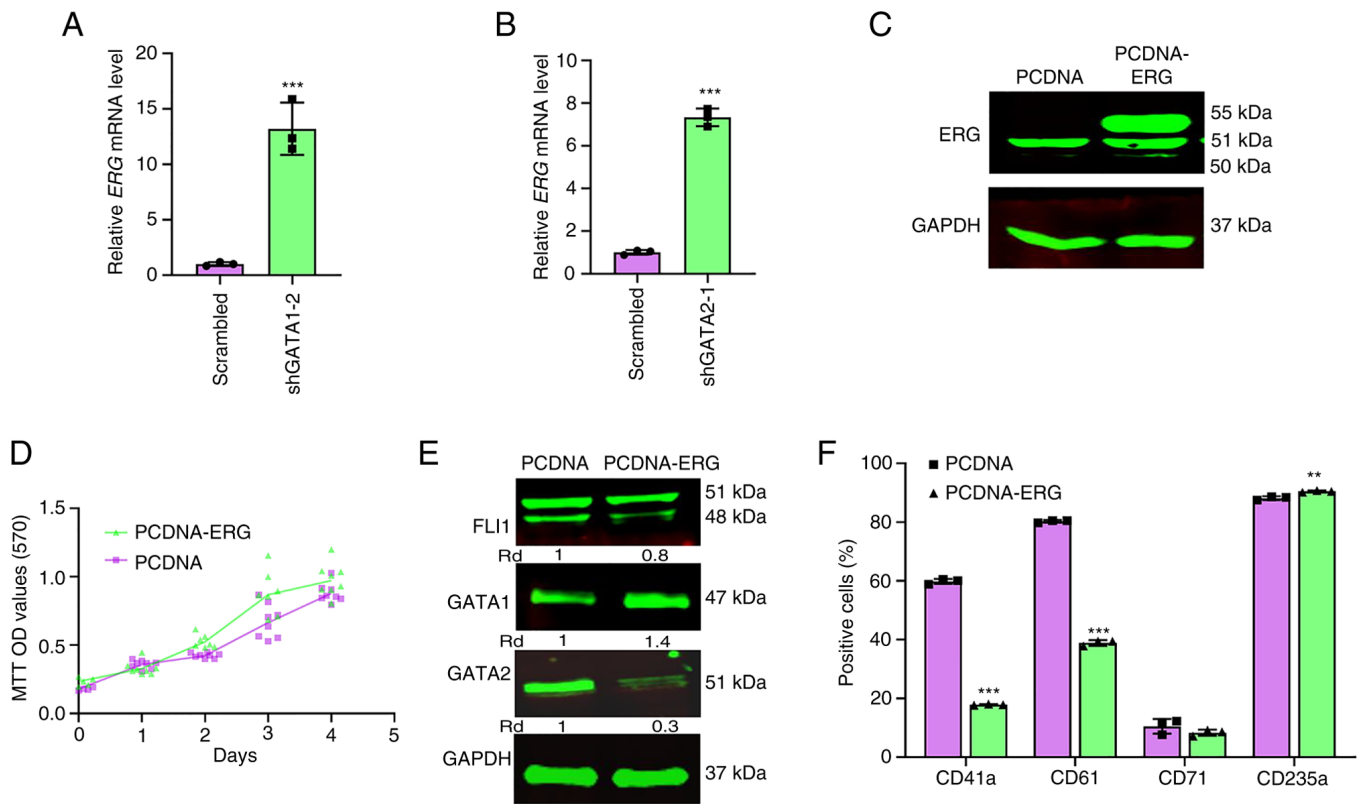 A
Relative ERG mRNA level
20
15
10
5
0
***
Scrambled
shGATA1-2
B
Relative ERG mRNA level
10
8
6
4
2
0
***
Scrambled
shGATA2-1
C
PCDNA
PCDNA-
ERG
ERG
55 kDa
51 kDa
50 kDa
GAPDH
37 kDa
D
MTT OD values (570)
1.5
1.0
0.5
0.0
PCDNA-ERG
PCDNA
0 1 2 3 4 5
Days
E
PCDNA PCDNA-ERG
FLI1
51 kDa
48 kDa
Rd 1 0.8
GATA1
47 kDa
Rd 1 1.4
GATA2
51 kDa
Rd 1 0.3
GAPDH
37 kDa
F
PCDNA
PCDNA-ERG
Positive cells (%)
100
80
60
40
20
0
***
***
**
CD41a CD61 CD71 CD235a